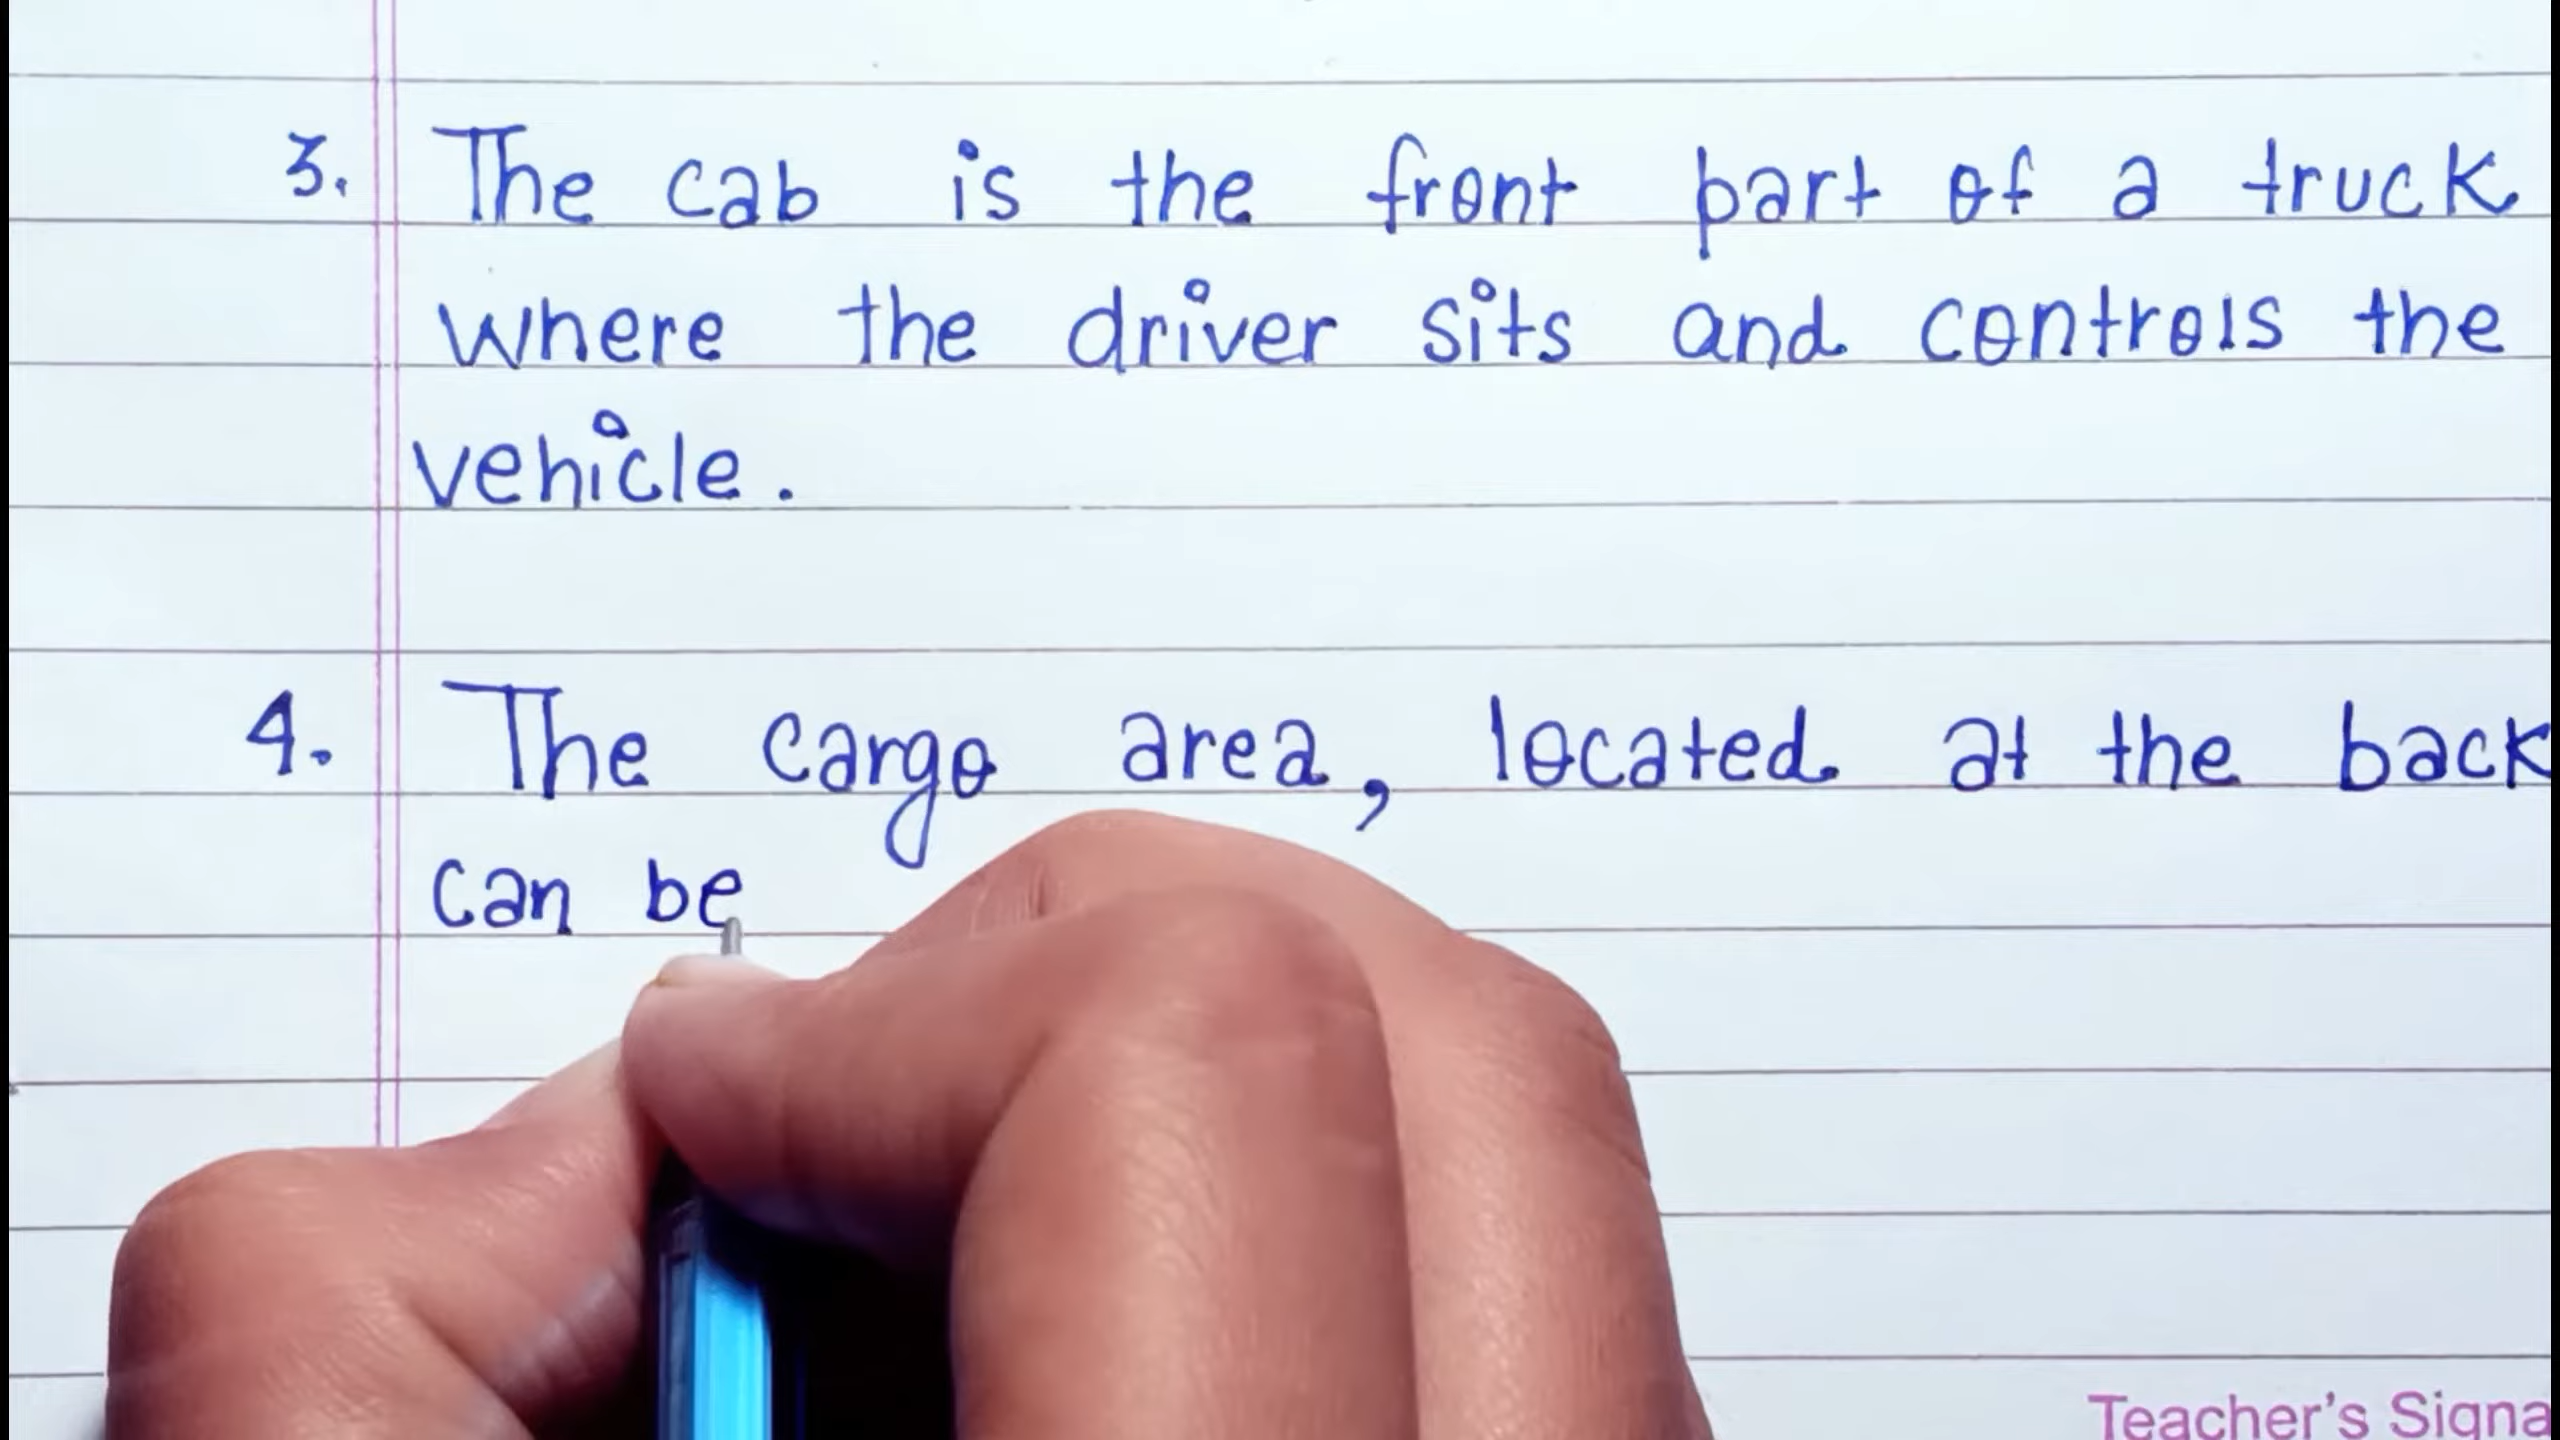 3. The cab is the front part of a truck
where the driver sits and controls the
vehicle.
4. The cargo area, located at the back
can be
Teacher's Signa